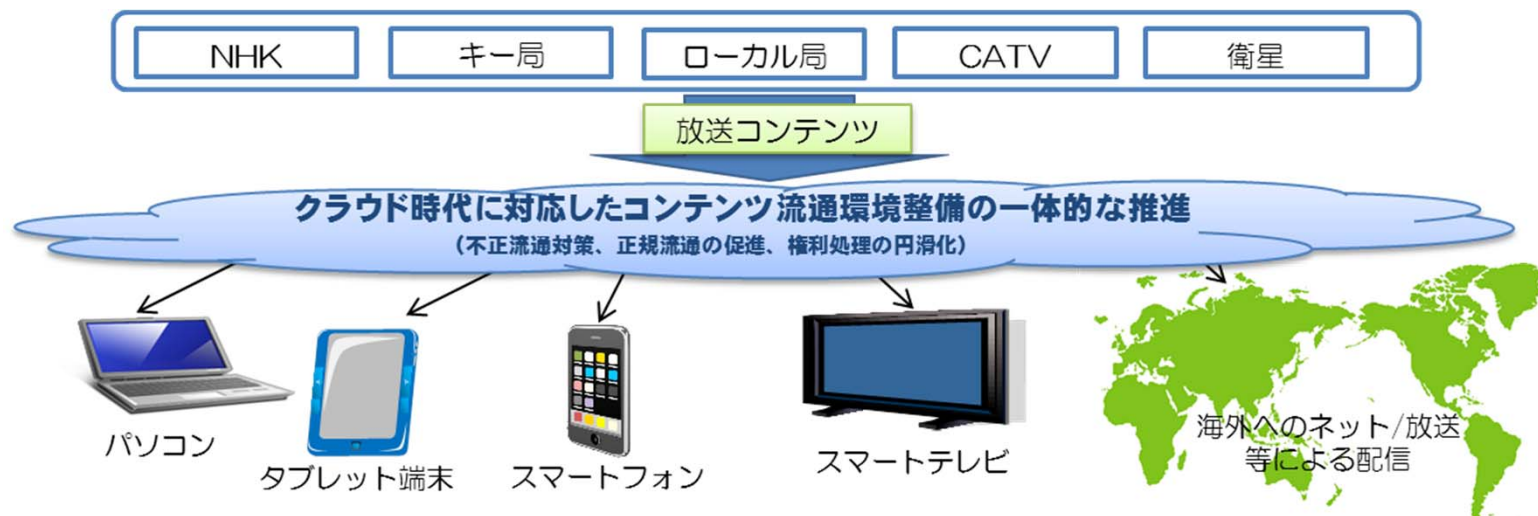 NHK
キー局
ローカル局
CATV
衛星
放送コンテンツ
クラウド時代に対応したコンテンツ流通環境整備の一体的な推進
（不正流通対策、正規流通の促進、権利処理の円滑化）
パソコン
タブレット端末
スマートフォン
スマートテレビ
海外へのネット/放送
等による配信